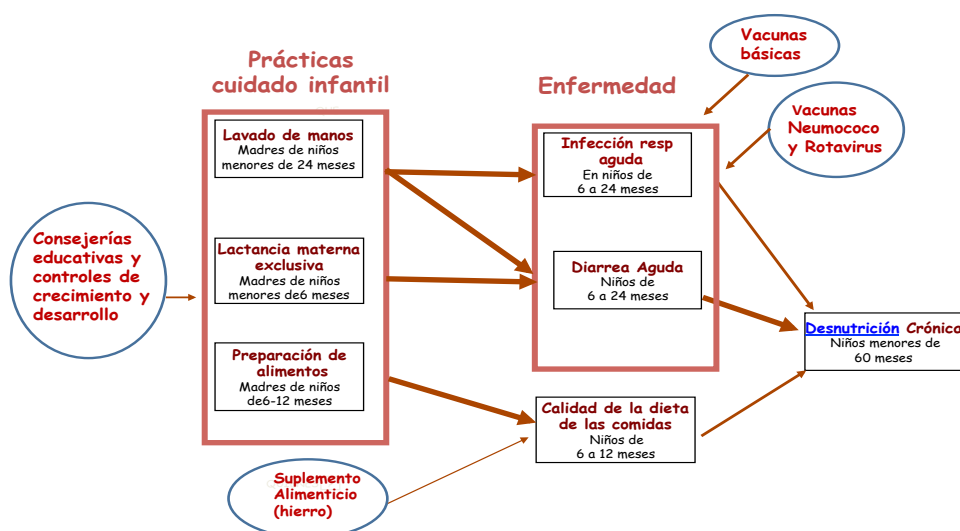 Vacunas
básicas
Prácticas
cuidado infantil
Enfermedad
Vacunas
Neumococo
y Rotavirus
Lavado de manos
Madres de niños
menores de 24 meses
Infección resp
aguda
En niños de
6 a 24 meses
Consejerías
educativas y
controles de
crecimiento y
desarrollo
Lactancia materna
exclusiva
Madres de niños
menores de6 meses
Diarrea Aguda
Niños de
6 a 24 meses
Desnutrición Crónica
Niños menores de
60 meses
Preparación de
alimentos
Madres de niños
de6-12 meses
Calidad de la dieta
de las comidas
Niños de
6 a 12 meses
Suplemento
Alimenticio
(hierro)